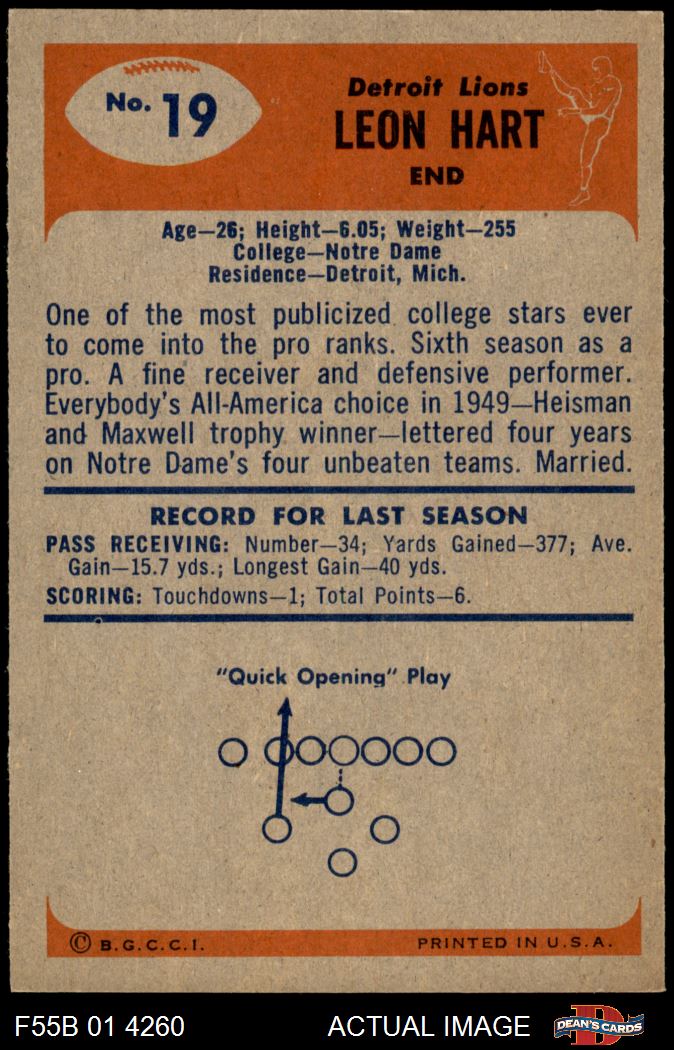 No. 19
Detroit Lions
LEON HART
END
Age—26; Height—6.05; Weight—255
College—Notre Dame
Residence—Detroit, Mich.
One of the most publicized college stars ever
to come into the pro ranks. Sixth season as a
pro. A fine receiver and defensive performer.
Everybody's All-America choice in 1949—Heisman
and Maxwell trophy winner—lettered four years
on Notre Dame's four unbeaten teams. Married.
RECORD FOR LAST SEASON
PASS RECEIVING: Number—34; Yards Gained—377; Ave.
Gain—15.7 yds.; Longest Gain—40 yds.
SCORING: Touchdowns—1; Total Points—6.
"Quick Opening" Play
© B.G.C.C.I.
PRINTED IN U.S.A.
F55B 01 4260
ACTUAL IMAGE
D
DEAN'S CARDS